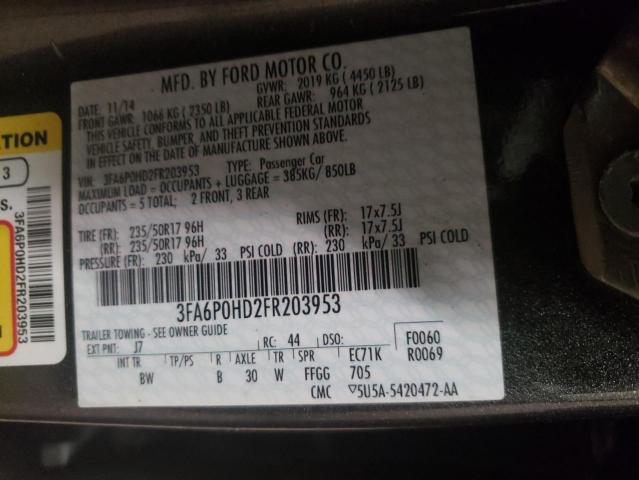 MFD. BY FORD MOTOR CO.
DATE: 11/14 GVWR: 2019 KG ( 4450 LB)
FRONT GAWR: 1066 KG ( 2350 LB) REAR GAWR: 964 KG ( 2125 LB)
THIS VEHICLE CONFORMS TO ALL APPLICABLE FEDERAL MOTOR
VEHICLE SAFETY, BUMPER, AND THEFT PREVENTION STANDARDS
IN EFFECT ON THE DATE OF MANUFACTURE SHOWN ABOVE.
VIN: 3FA6P0HD2FR203953 TYPE: Passenger Car
MAXIMUM LOAD = OCCUPANTS + LUGGAGE = 385KG/ 850LB
OCCUPANTS = 5 TOTAL; 2 FRONT, 3 REAR
TIRE (FR): 235/50R17 96H RIMS (FR): 17x7.5J
(RR): 235/50R17 96H (RR): 17x7.5J
PRESSURE (FR): 230 kPa/ 33 PSI COLD (RR): 230 kPa/ 33 PSI COLD
3FA6P0HD2FR203953
TRAILER TOWING - SEE OWNER GUIDE
EXT PNT: J7 RC: 44 DSO: F0060
R0069
INT TR TP/PS R AXLE TR SPR EC71K
BW B 30 W FFGG 705
CMC ▽5U5A-5420472-AA
TION
3
S.
3FA6P0HD2FR203953